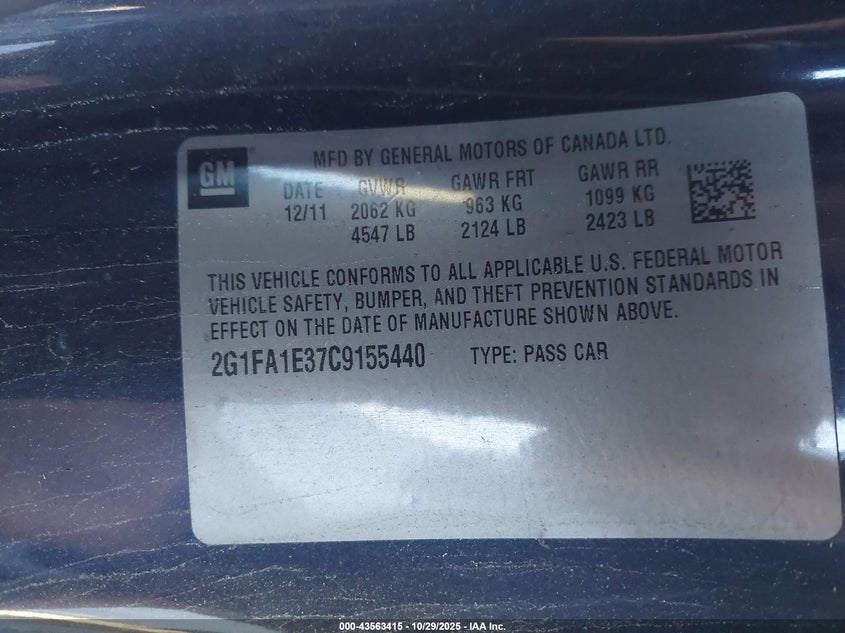 GM
MFD BY GENERAL MOTORS OF CANADA LTD.
DATE GVWR GAWR FRT GAWR RR
12/11 2062 KG 963 KG 1099 KG
4547 LB 2124 LB 2423 LB
THIS VEHICLE CONFORMS TO ALL APPLICABLE U.S. FEDERAL MOTOR
VEHICLE SAFETY, BUMPER, AND THEFT PREVENTION STANDARDS IN
EFFECT ON THE DATE OF MANUFACTURE SHOWN ABOVE.
2G1FA1E37C9155440 TYPE: PASS CAR
000-43563415 | 10/29/2025 - IAA Inc.